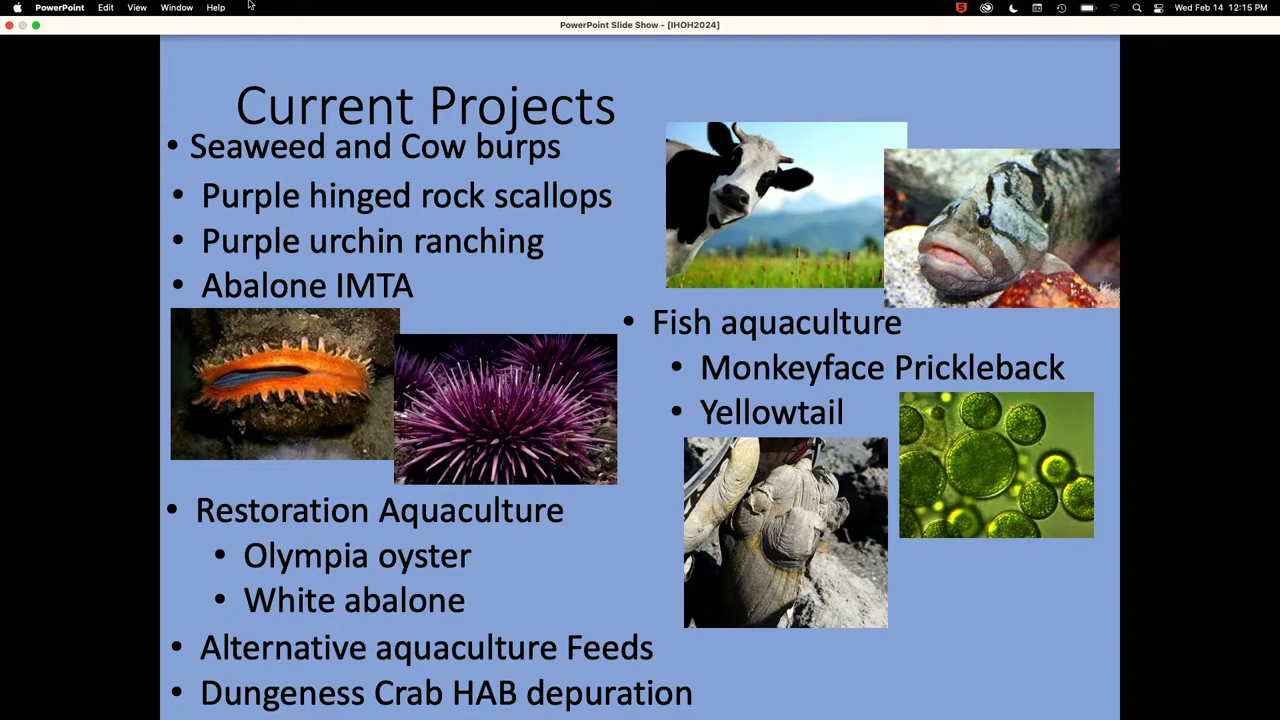 PowerPoint Edit View Window Help
S
Wed Feb 14 12:15 PM
PowerPoint Slide Show - [IHOH2024]
Current Projects
• Seaweed and Cow burps
• Purple hinged rock scallops
• Purple urchin ranching
• Abalone IMTA
• Fish aquaculture
• Monkeyface Prickleback
• Yellowtail
• Restoration Aquaculture
• Olympia oyster
• White abalone
• Alternative aquaculture Feeds
• Dungeness Crab HAB depuration